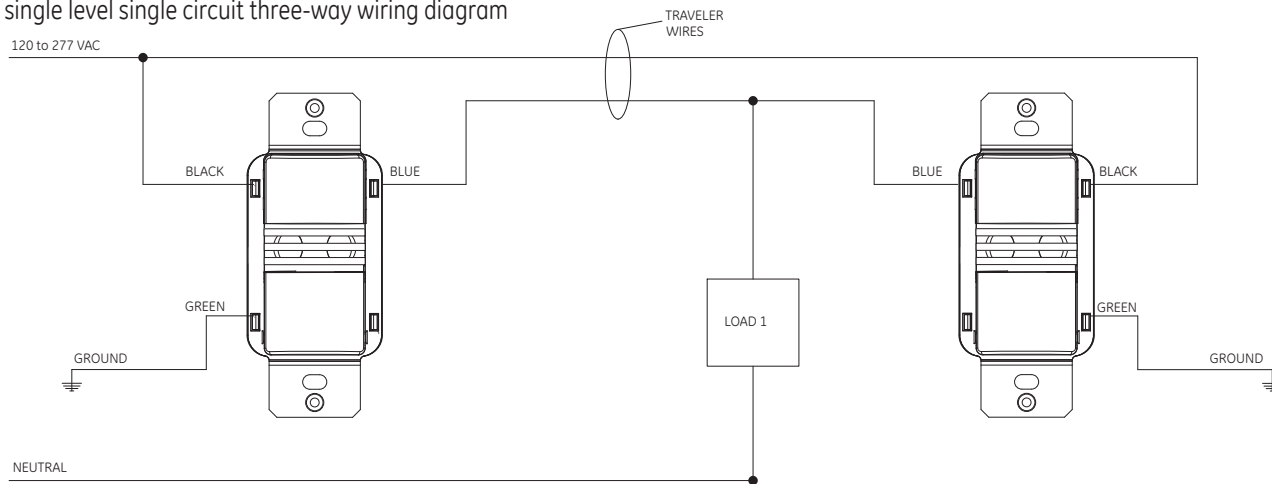 single level single circuit three-way wiring diagram
TRAVELER
WIRES
120 to 277 VAC
BLACK
BLUE
BLUE
BLACK
GREEN
LOAD 1
GREEN
GROUND
GROUND
NEUTRAL